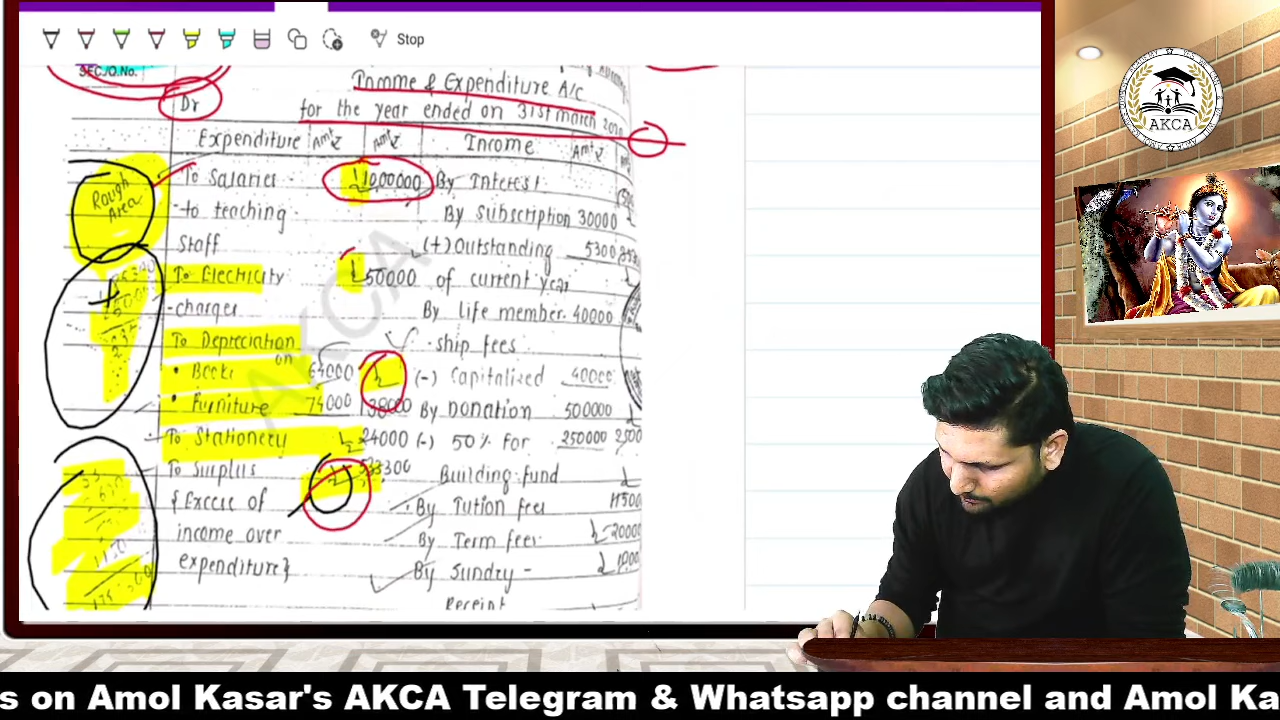 Stop
SEC./Q.No.
Income & Expenditure A/C
Dr
for the year ended on 31st march
Expenditure Amt₹ Amt₹ Income Amt₹
To Salaries 1000000 By Interest
Rough
Area
-to teaching By Subscription 30000
Staff (+) Outstanding 5300
To Electricity 50000 of current year
-charges By Life member. 40000
To Depreciation -ship fees
on
• Books 64000 (-) Capitalized 40000
• Furniture 74000 138000 By Donation 500000
To Stationery 24000 (-) 50% for 250000 2500
To Surplus 533300 Building fund
{Excess of By Tution fees
income over By Term fees 20000
expenditure} By Sundry -
Receipt
AKCA
AKCA
s on Amol Kasar's AKCA Telegram & Whatsapp channel and Amol Ka